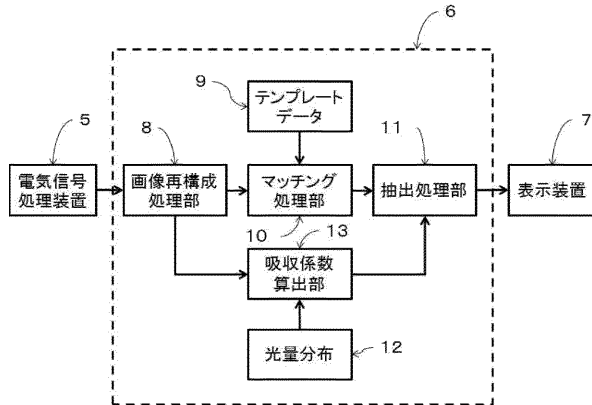 6
9
テンプレート
データ
5
8
11
7
電気信号
処理装置
画像再構成
処理部
マッチング
処理部
抽出処理部
表示装置
10
13
吸収係数
算出部
光量分布
12